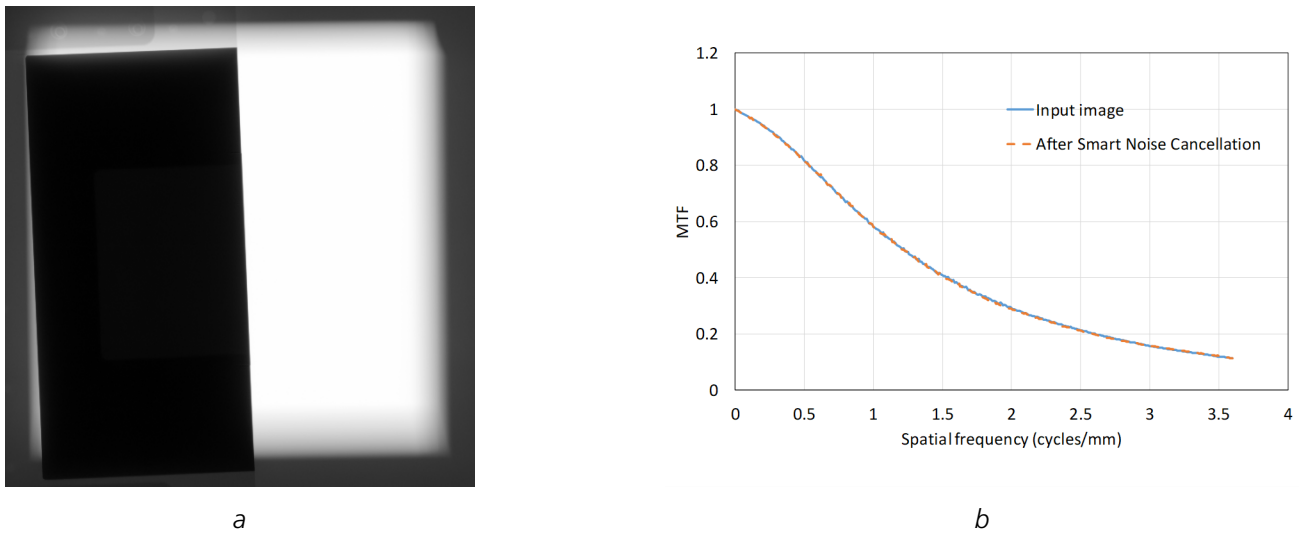 1.2
1
0.8
0.6
0.4
0.2
0
MTF
Input image
After Smart Noise Cancellation
0 0.5 1 1.5 2 2.5 3 3.5 4
Spatial frequency (cycles/mm)
a b